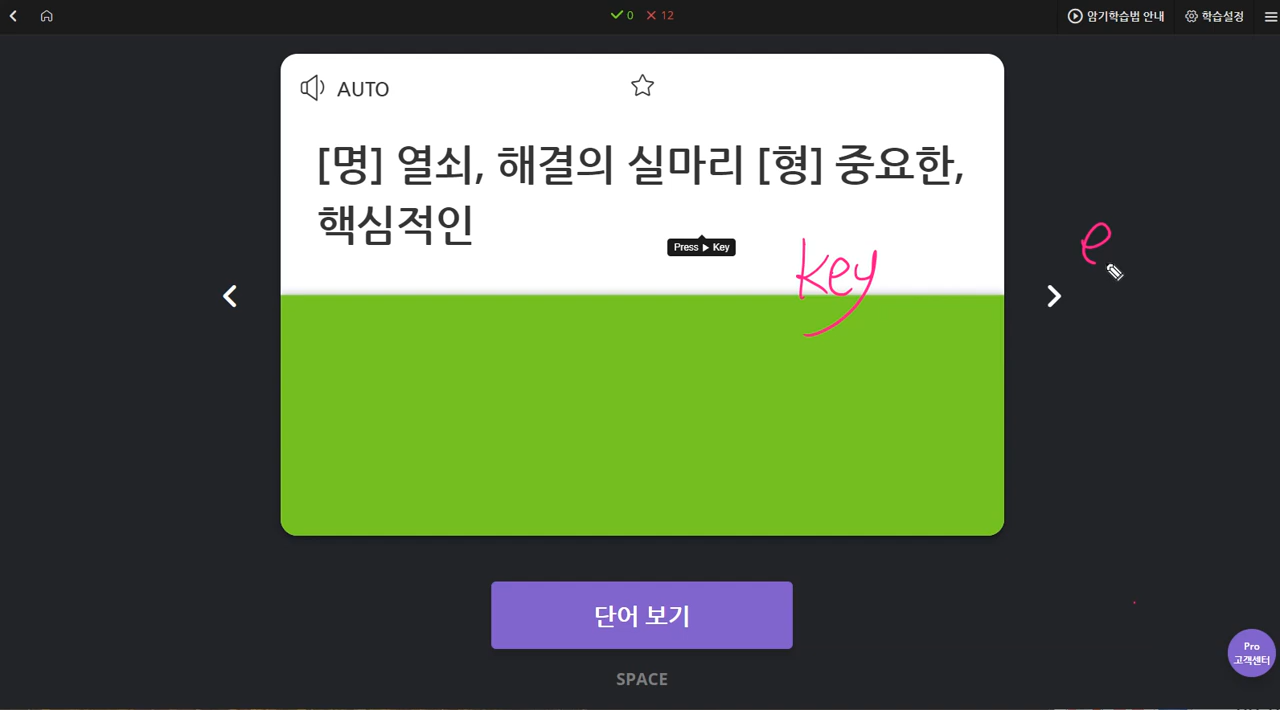 0 12 암기학습법 안내 학습설정
AUTO
[명] 열쇠, 해결의 실마리 [형] 중요한,
핵심적인
Press ▶ Key
key
e
단어 보기
SPACE
Pro
고객센터